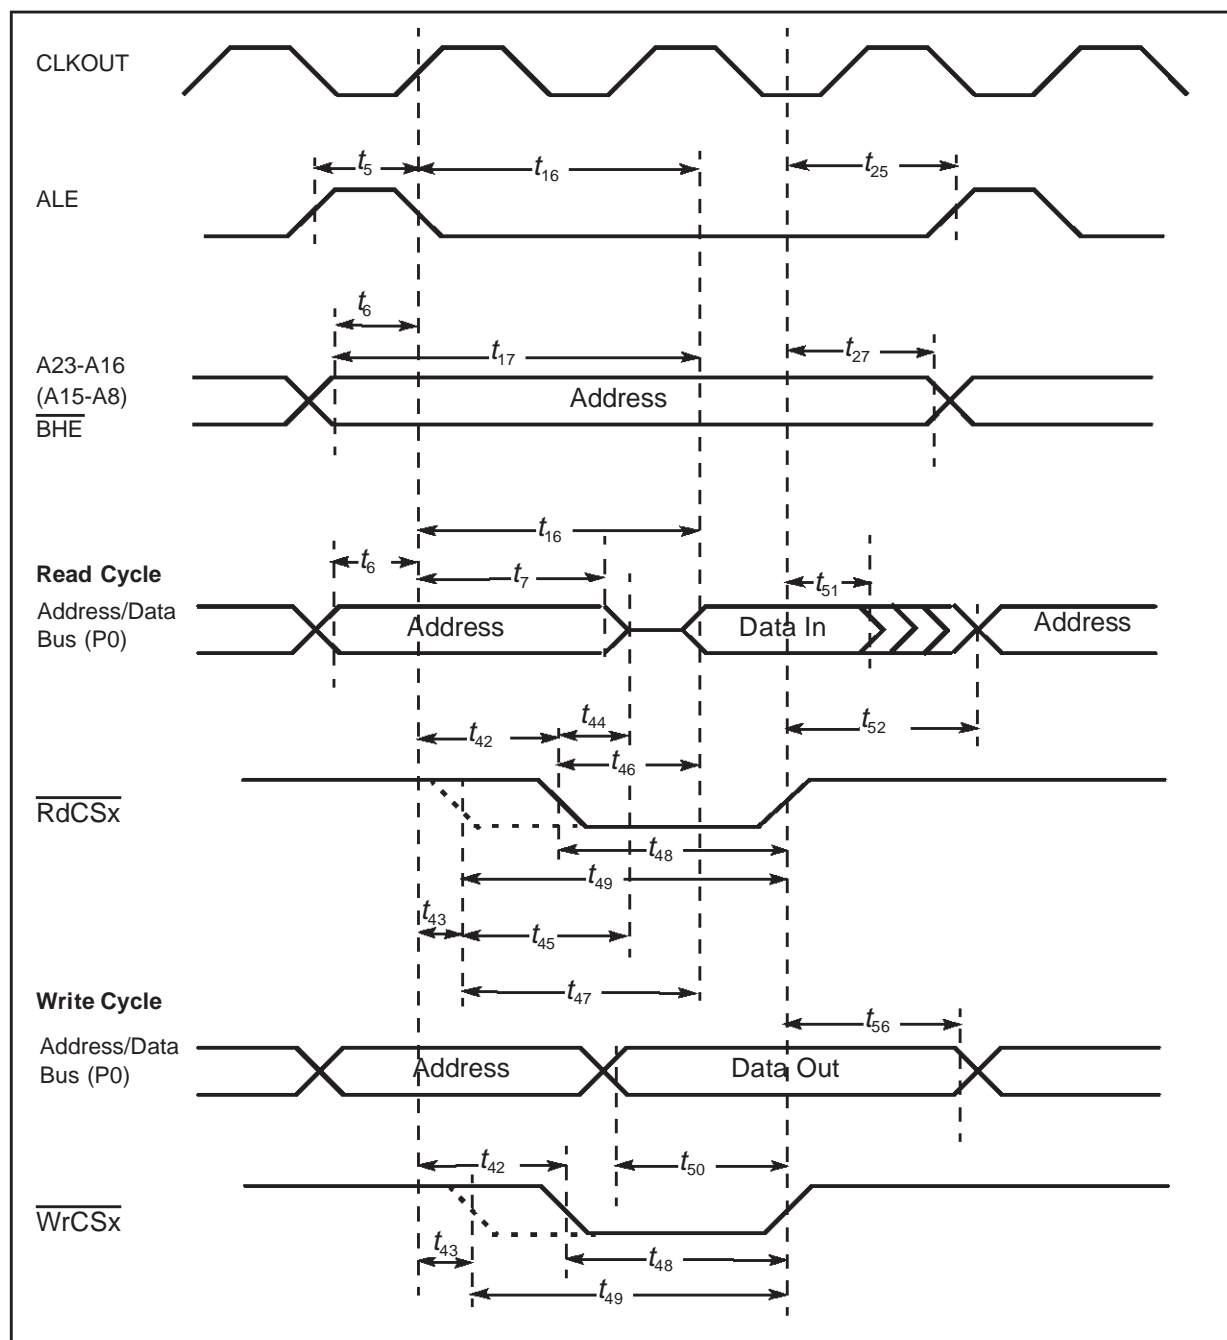 CLKOUT
t5
t16
t25
ALE
t6
t17
t27
A23-A16
(A15-A8)
BHE
Address
t16
t6
t7
t51
Read Cycle
Address/Data
Bus (P0)
Address
Data In
Address
t44
t42
t52
t46
RdCSx
t48
t49
t43
t45
t47
Write Cycle
t56
Address/Data
Bus (P0)
Address
Data Out
t42
t50
WrCSx
t43
t48
t49